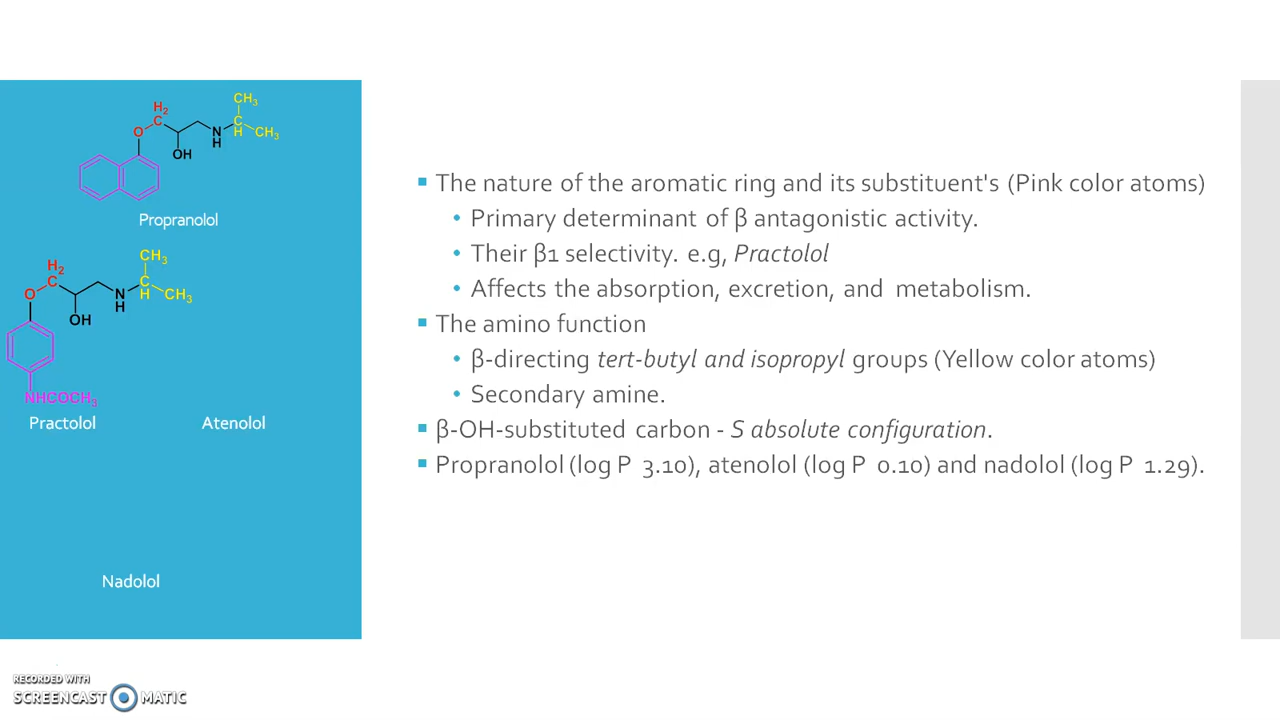 CH3
H2
C
O
N
H
C
H
CH3
OH
Propranolol
CH3
H2
C
O
N
H
C
H
CH3
OH
NHCOCH3
Practolol
Atenolol
Nadolol
The nature of the aromatic ring and its substituent's (Pink color atoms)
Primary determinant of β antagonistic activity.
Their β1 selectivity. e.g, Practolol
Affects the absorption, excretion, and metabolism.
The amino function
β-directing tert-butyl and isopropyl groups (Yellow color atoms)
Secondary amine.
β-OH-substituted carbon - S absolute configuration.
Propranolol (log P 3.10), atenolol (log P 0.10) and nadolol (log P 1.29).
RECORDED WITH
SCREENCAST MATIC